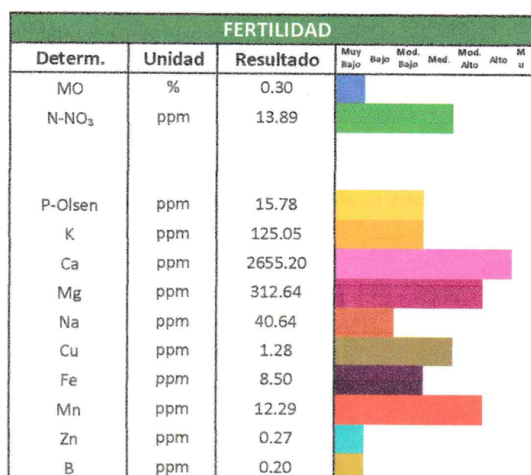 FERTILIDAD
Determ. Unidad Resultado Muy Bajo Bajo Mod. Bajo Med. Mod. Alto Alto M u
MO % 0.30
N-NO₃ ppm 13.89
P-Olsen ppm 15.78
K ppm 125.05
Ca ppm 2655.20
Mg ppm 312.64
Na ppm 40.64
Cu ppm 1.28
Fe ppm 8.50
Mn ppm 12.29
Zn ppm 0.27
B ppm 0.20